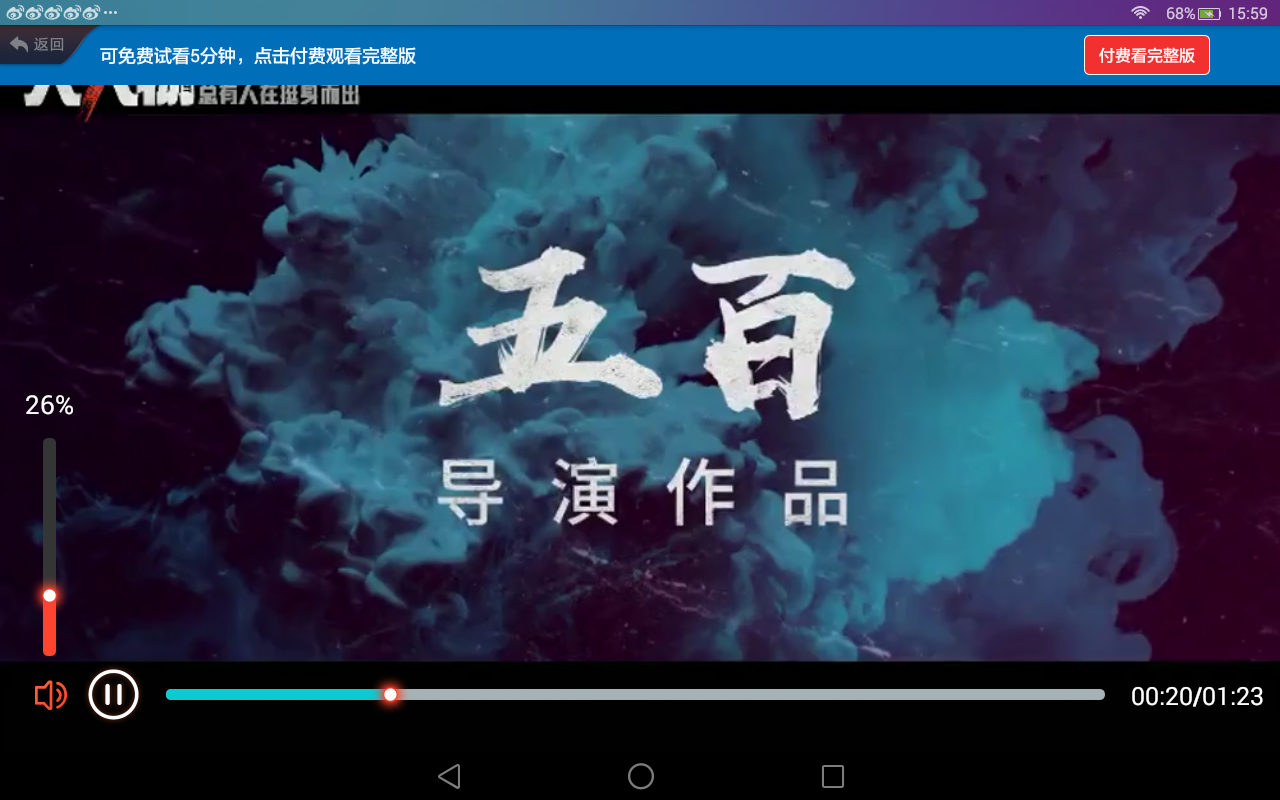 68% 15:59
返回
可免费试看5分钟，点击付费观看完整版
付费看完整版
总有人在挺身而出
五百
导演作品
26%
00:20/01:23